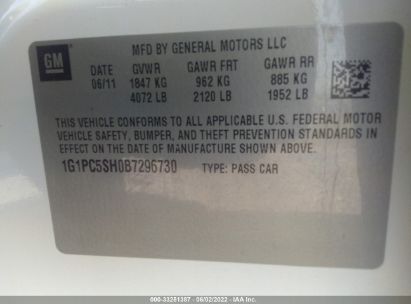 GM
MFD BY GENERAL MOTORS LLC
DATE GVWR GAWR FRT GAWR RR
06/11 1847 KG 962 KG 885 KG
4072 LB 2120 LB 1952 LB
THIS VEHICLE CONFORMS TO ALL APPLICABLE U.S. FEDERAL MOTOR
VEHICLE SAFETY, BUMPER, AND THEFT PREVENTION STANDARDS
IN EFFECT ON THE DATE OF MANUFACTURE SHOWN ABOVE.
1G1PC5SH0B7296730 TYPE: PASS CAR
000-33281387 - 06/02/2022 - IAA Inc.